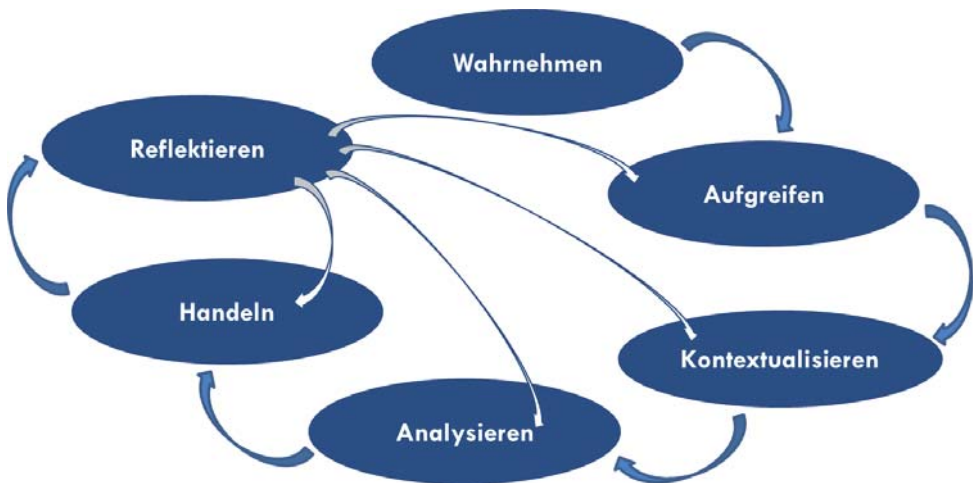 Wahrnehmen
Reflektieren
Aufgreifen
Handeln
Kontextualisieren
Analysieren